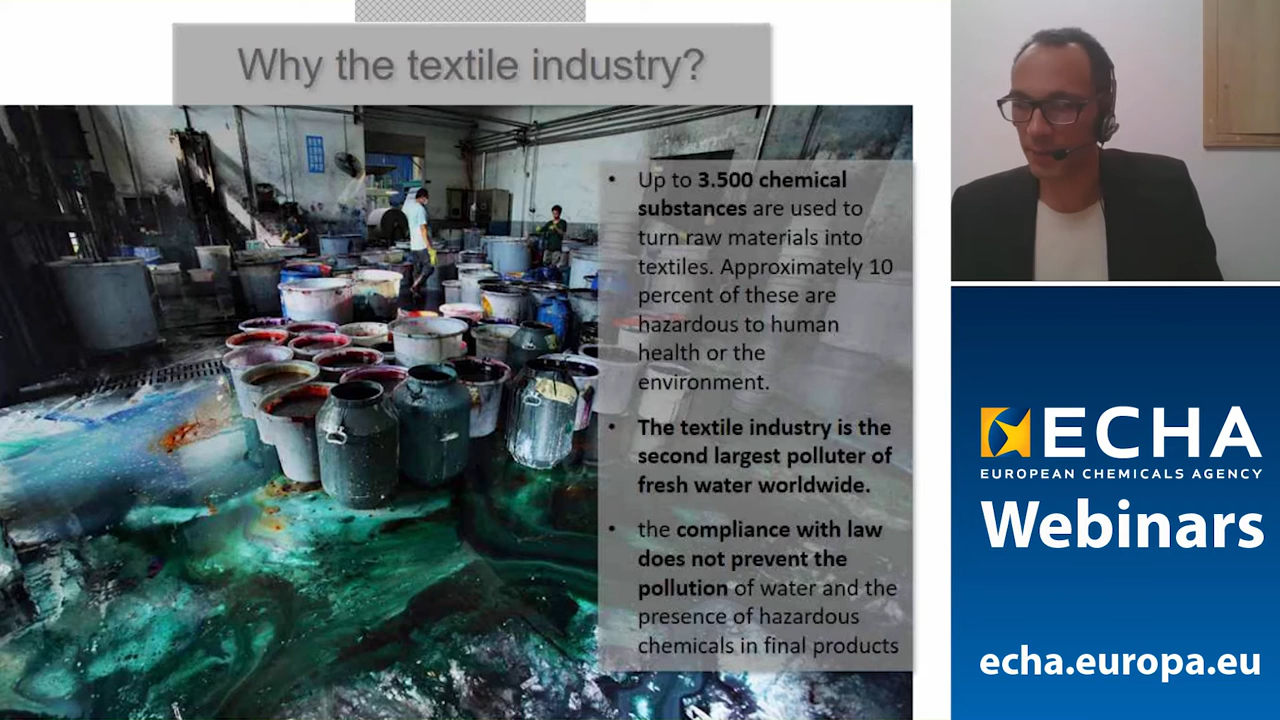 Why the textile industry?
• Up to 3.500 chemical
substances are used to
turn raw materials into
textiles. Approximately 10
percent of these are
hazardous to human
health or the
environment.
• The textile industry is the
second largest polluter of
fresh water worldwide.
• the compliance with law
does not prevent the
pollution of water and the
presence of hazardous
chemicals in final products
ECHA
EUROPEAN CHEMICALS AGENCY
Webinars
echa.europa.eu